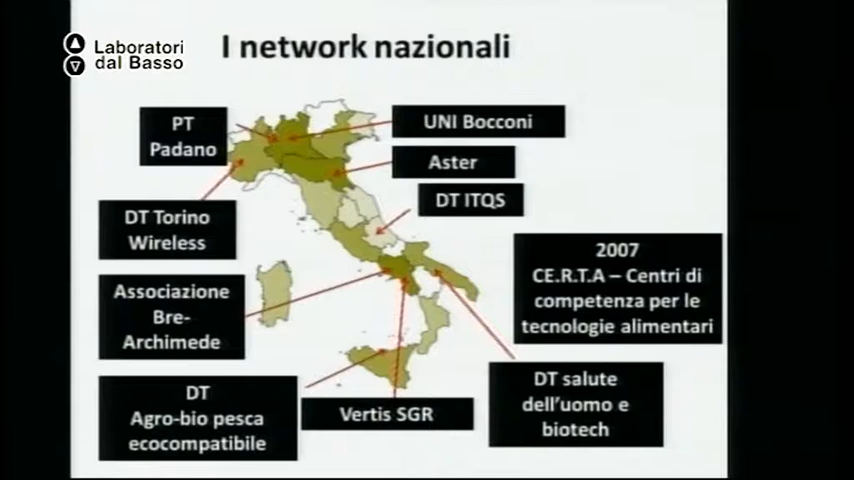 Laboratori
dal Basso
I network nazionali
PT
Padano
UNI Bocconi
Aster
DT ITQS
DT Torino
Wireless
2007
CE.R.T.A – Centri di
competenza per le
tecnologie alimentari
Associazione
Bre-
Archimede
DT
Agro-bio pesca
ecocompatibile
Vertis SGR
DT salute
dell'uomo e
biotech